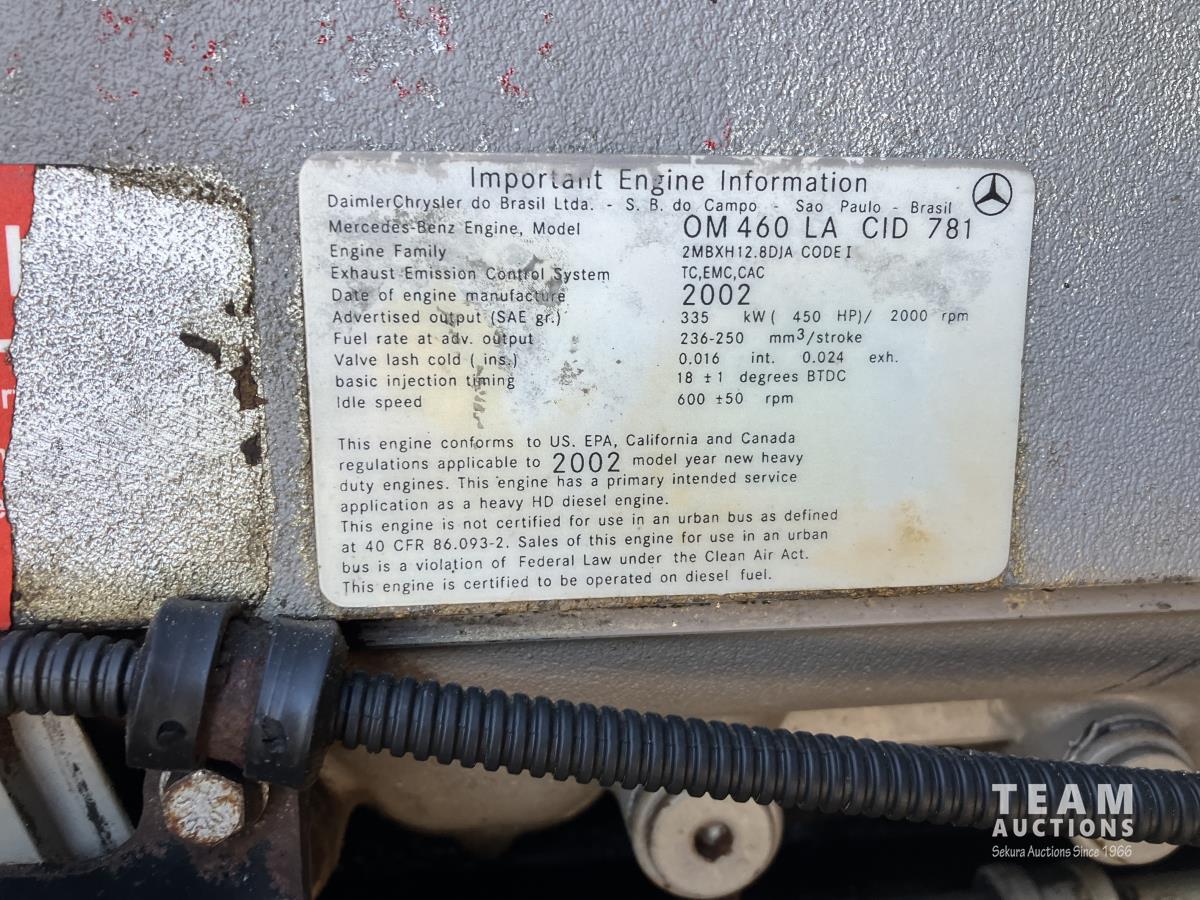 Important Engine Information
DaimlerChrysler do Brasil Ltda. - S. B. do Campo - Sao Paulo - Brasil
Mercedes-Benz Engine, Model OM 460 LA CID 781
Engine Family 2MBXH12.8DJA CODE I
Exhaust Emission Control System TC,EMC,CAC
Date of engine manufacture 2002
Advertised output (SAE gr.) 335 kW ( 450 HP)/ 2000 rpm
Fuel rate at adv. output 236-250 mm3/stroke
Valve lash cold ( ins.) 0.016 int. 0.024 exh.
basic injection timing 18 ±1 degrees BTDC
Idle speed 600 ±50 rpm
This engine conforms to US. EPA, California and Canada
regulations applicable to 2002 model year new heavy
duty engines. This engine has a primary intended service
application as a heavy HD diesel engine.
This engine is not certified for use in an urban bus as defined
at 40 CFR 86.093-2. Sales of this engine for use in an urban
bus is a violation of Federal Law under the Clean Air Act.
This engine is certified to be operated on diesel fuel.
TEAM
AUCTIONS
Sekura Auctions Since 1966